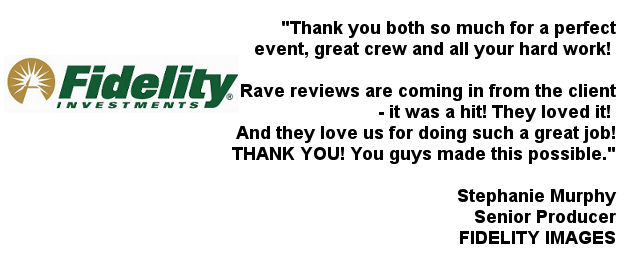 "Thank you both so much for a perfect
event, great crew and all your hard work!
Fidelity
INVESTMENTS®
Rave reviews are coming in from the client
- it was a hit! They loved it!
And they love us for doing such a great job!
THANK YOU! You guys made this possible."
Stephanie Murphy
Senior Producer
FIDELITY IMAGES